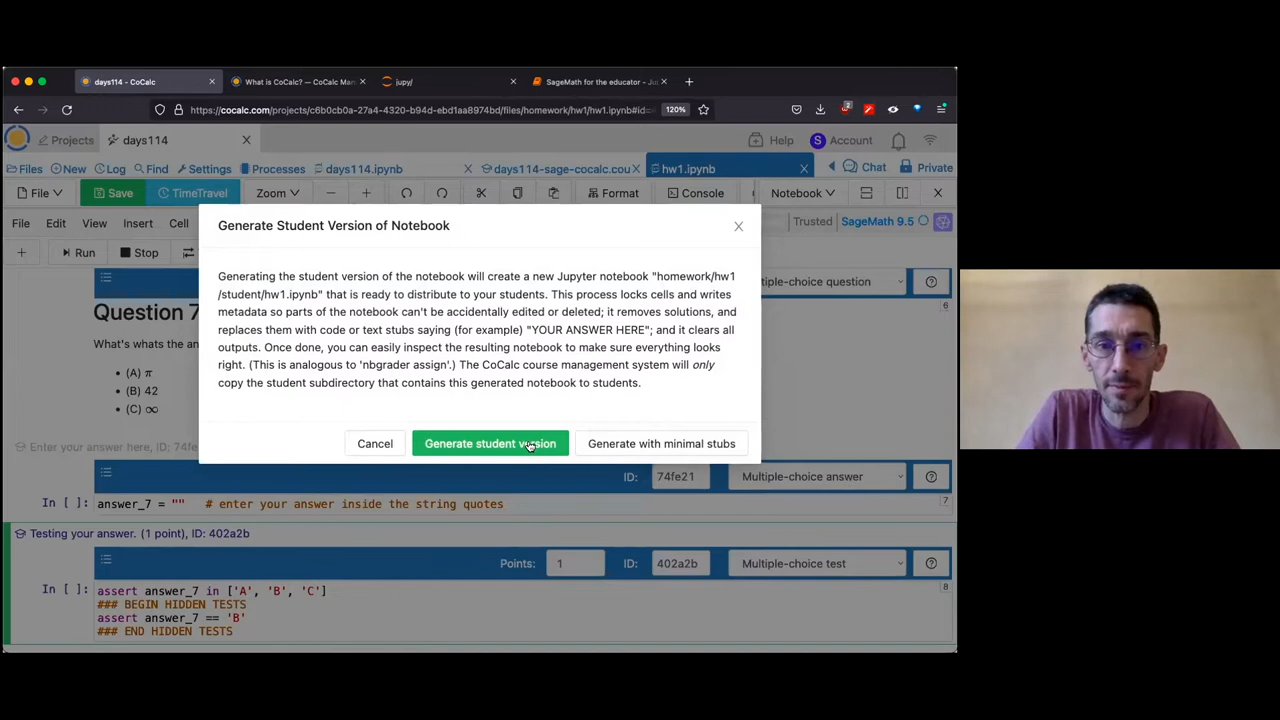 days114 - CoCalc
What is CoCalc? — CoCalc Man
jupy/
SageMath for the educator - Ju
https://cocalc.com/projects/c6b0cb0a-27a4-4320-b94d-ebd1aa8974bd/files/homework/hw1/hw1.ipynb#id=
120%
2
Projects
days114
Help
S
Account
Files
New
Log
Find
Settings
Processes
days114.ipynb
days114-sage-cocalc.cou
hw1.ipynb
Chat
Private
File
Save
TimeTravel
Zoom
Format
Console
Notebook
File
Edit
View
Insert
Cell
Trusted
SageMath 9.5
Run
Stop
Generate Student Version of Notebook
Generating the student version of the notebook will create a new Jupyter notebook "homework/hw1
/student/hw1.ipynb" that is ready to distribute to your students. This process locks cells and writes
metadata so parts of the notebook can't be accidentally edited or deleted; it removes solutions, and
replaces them with code or text stubs saying (for example) "YOUR ANSWER HERE"; and it clears all
outputs. Once done, you can easily inspect the resulting notebook to make sure everything looks
right. (This is analogous to 'nbgrader assign'.) The CoCalc course management system will only
copy the student subdirectory that contains this generated notebook to students.
Cancel
Generate student version
Generate with minimal stubs
tiple-choice question
6
Question 7
What's whats the an
• (A) π
• (B) 42
• (C) ∞
Enter your answer here, ID: 74fe
ID:
74fe21
Multiple-choice answer
In [ ]:
answer_7 = "" # enter your answer inside the string quotes
7
Testing your answer. (1 point), ID: 402a2b
Points:
1
ID:
402a2b
Multiple-choice test
In [ ]:
assert answer_7 in ['A', 'B', 'C']
8
### BEGIN HIDDEN TESTS
assert answer_7 == 'B'
### END HIDDEN TESTS